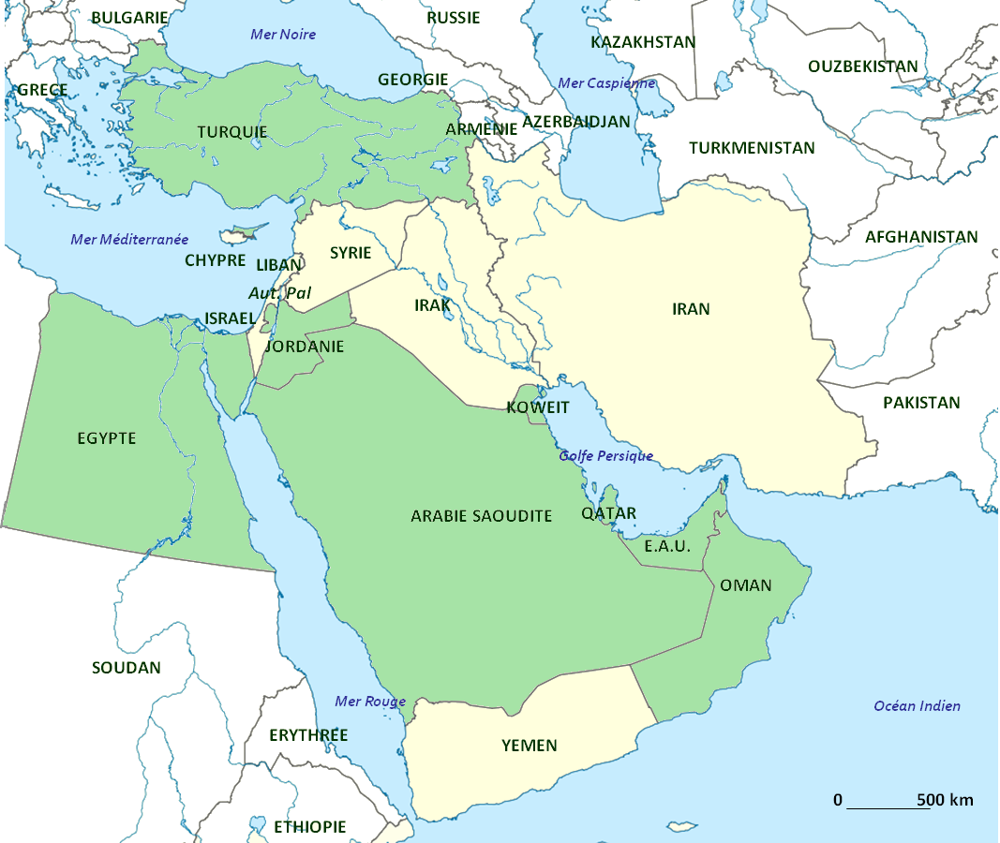 BULGARIE
RUSSIE
Mer Noire
KAZAKHSTAN
OUZBEKISTAN
GEORGIE
Mer Caspienne
GRECE
TURQUIE
ARMENIE
AZERBAIDJAN
TURKMENISTAN
Mer Méditerranée
AFGHANISTAN
CHYPRE
LIBAN
SYRIE
Aut. Pal
IRAK
IRAN
ISRAEL
JORDANIE
KOWEIT
PAKISTAN
EGYPTE
Golfe Persique
ARABIE SAOUDITE
QATAR
E.A.U.
OMAN
SOUDAN
Mer Rouge
Océan Indien
ERYTHREE
YEMEN
0 500 km
ETHIOPIE